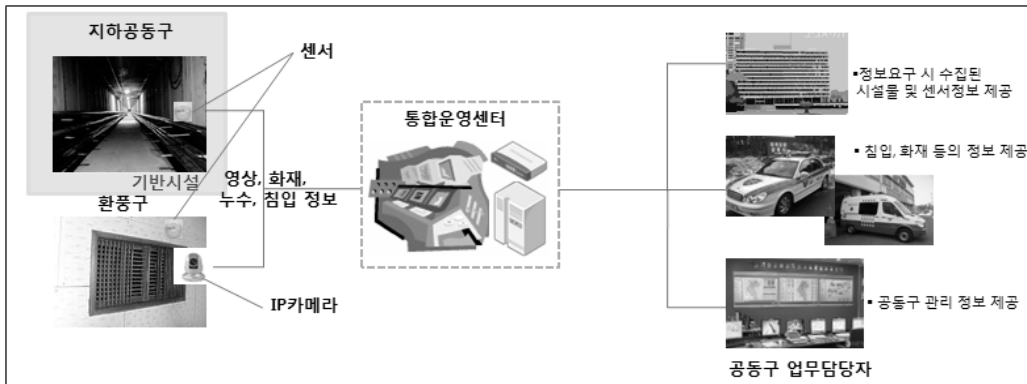 지하공동구
센서
기반시설
환풍구
영상, 화재,
누수, 침입 정보
IP카메라
통합운영센터
▪정보요구 시 수집된
시설물 및 센서정보 제공
▪ 침입, 화재 등의 정보 제공
▪ 공동구 관리 정보 제공
공동구 업무담당자